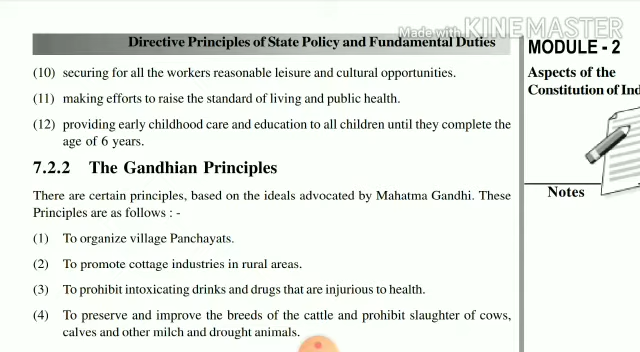 Made with KINEMASTER
Directive Principles of State Policy and Fundamental Duties
MODULE - 2
Aspects of the
Constitution of Ind
Notes
(10) securing for all the workers reasonable leisure and cultural opportunities.
(11) making efforts to raise the standard of living and public health.
(12) providing early childhood care and education to all children until they complete the
age of 6 years.
7.2.2 The Gandhian Principles
There are certain principles, based on the ideals advocated by Mahatma Gandhi. These
Principles are as follows : -
(1) To organize village Panchayats.
(2) To promote cottage industries in rural areas.
(3) To prohibit intoxicating drinks and drugs that are injurious to health.
(4) To preserve and improve the breeds of the cattle and prohibit slaughter of cows,
calves and other milch and drought animals.